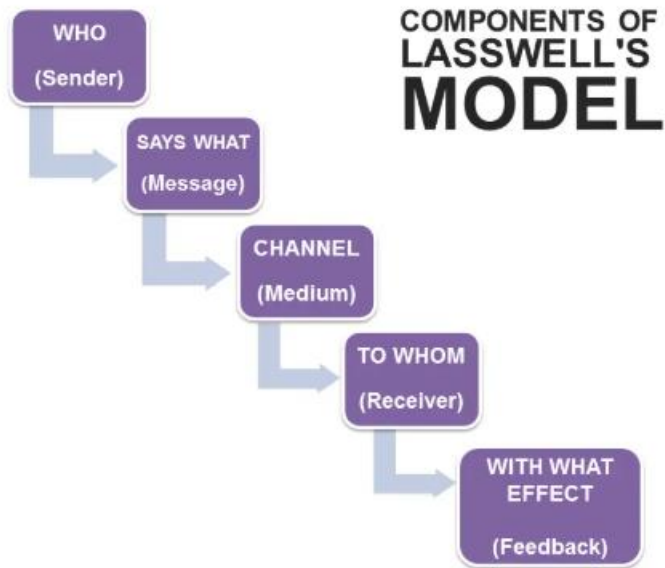 COMPONENTS OF
LASSWELL'S
MODEL
WHO
(Sender)
SAYS WHAT
(Message)
CHANNEL
(Medium)
TO WHOM
(Receiver)
WITH WHAT
EFFECT
(Feedback)